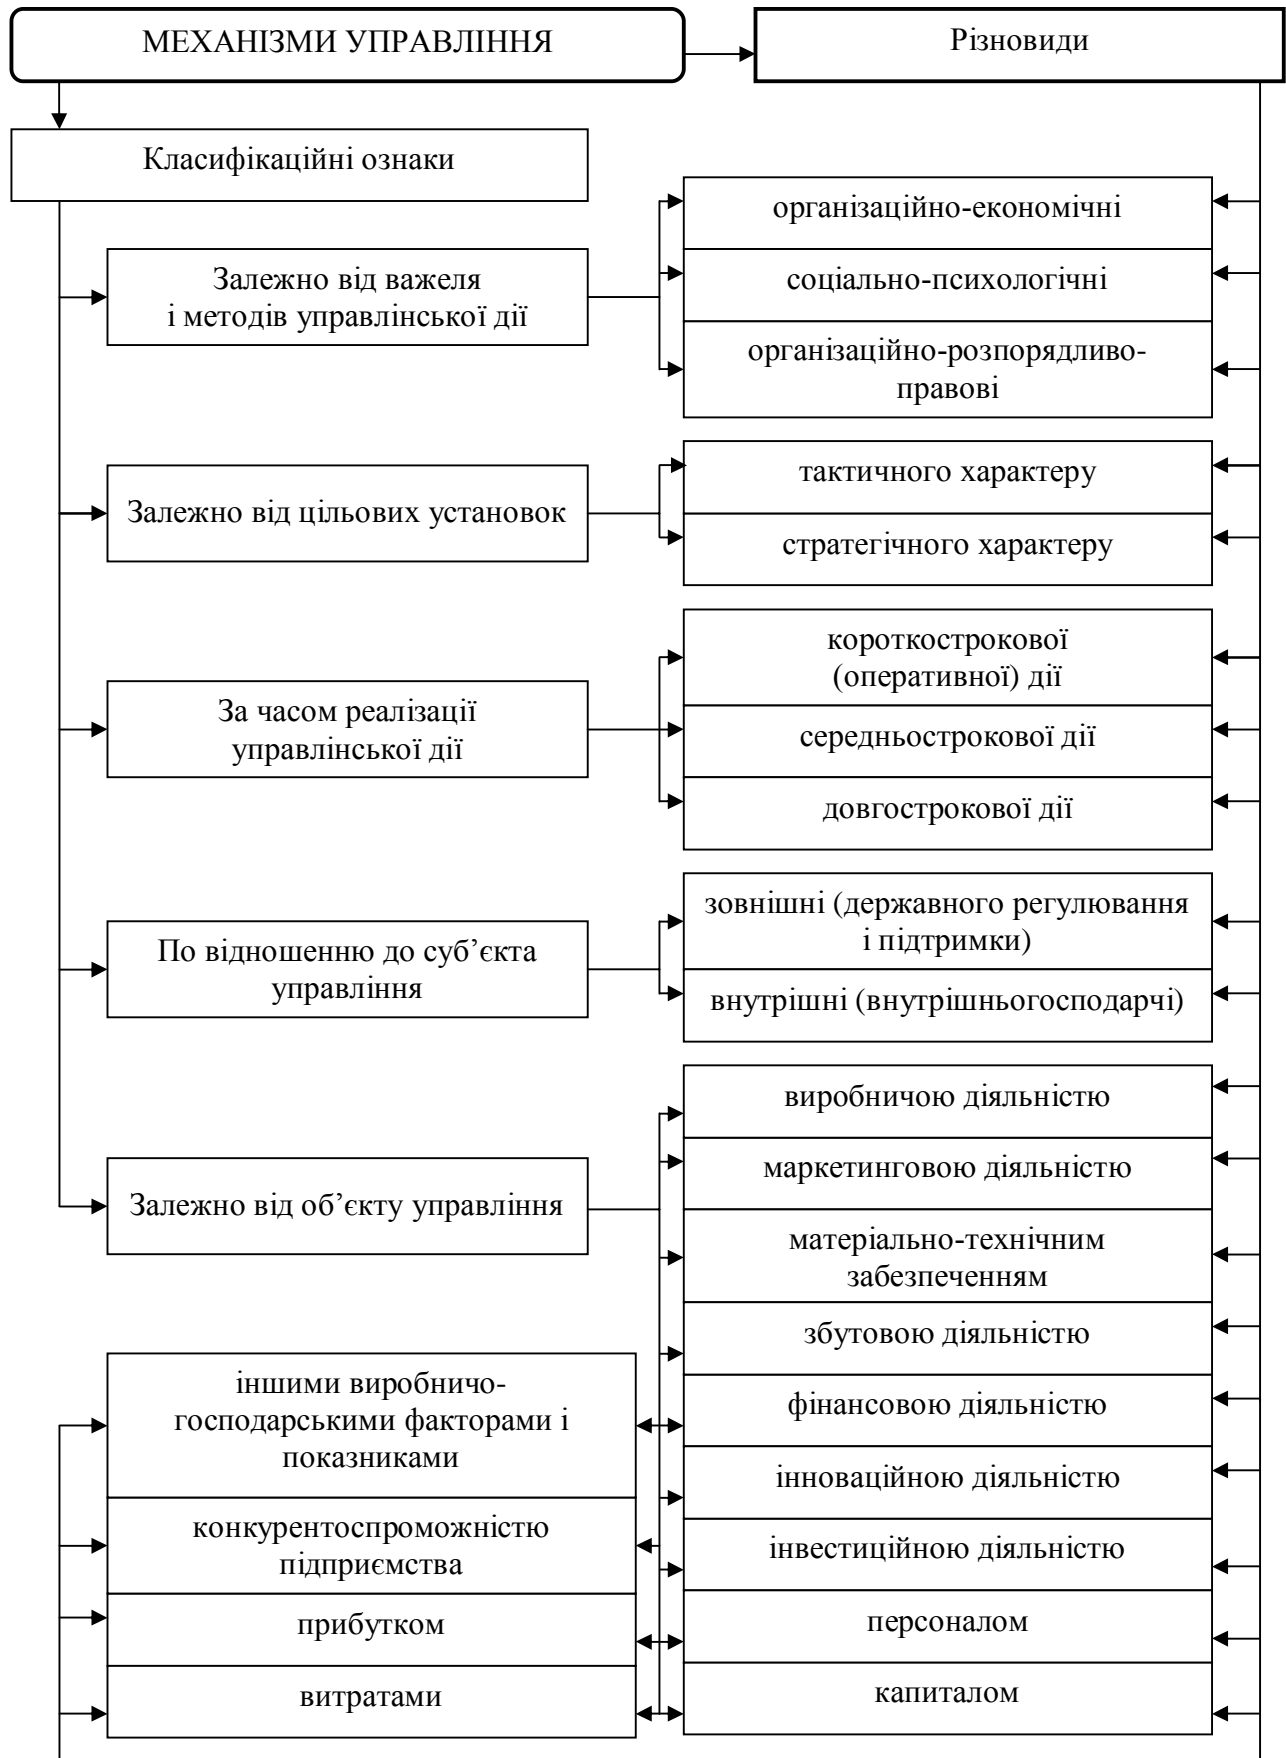 МЕХАНІЗМИ УПРАВЛІННЯ
Різновиди
Класифікаційні ознаки
Залежно від важеля
і методів управлінської дії
організаційно-економічні
соціально-психологічні
організаційно-розпорядливо-
правові
Залежно від цільових установок
тактичного характеру
стратегічного характеру
За часом реалізації
управлінської дії
короткострокової
(оперативної) дії
середньострокової дії
довгострокової дії
По відношенню до суб’єкта
управління
зовнішні (державного регулювання
і підтримки)
внутрішні (внутрішньогосподарчі)
Залежно від об’єкту управління
виробничою діяльністю
маркетинговою діяльністю
матеріально-технічним
забезпеченням
збутовою діяльністю
фінансовою діяльністю
інноваційною діяльністю
інвестиційною діяльністю
персоналом
капиталом
іншими виробничо-
господарськими факторами і
показниками
конкурентоспроможністю
підприємства
прибутком
витратами